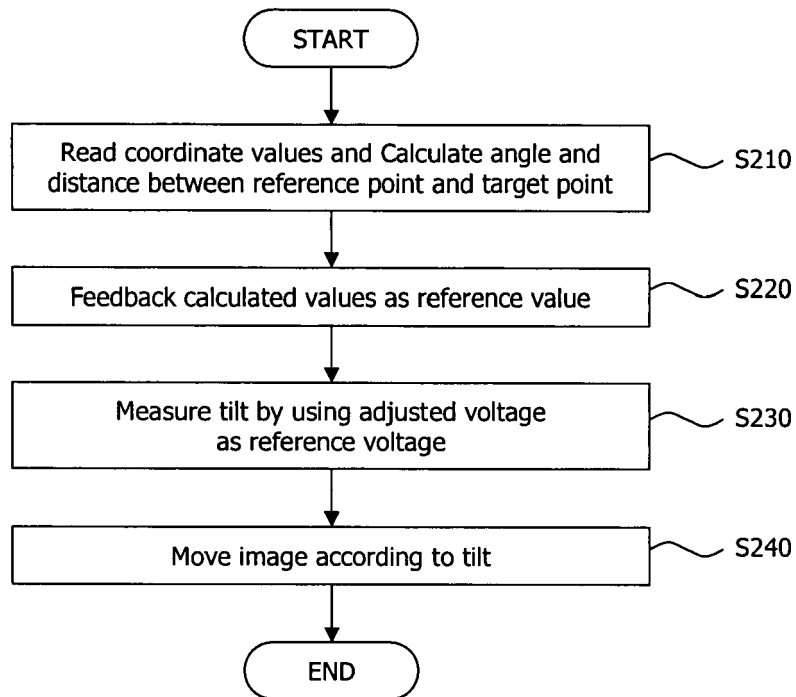 START
Read coordinate values and Calculate angle and
distance between reference point and target point
S210
Feedback calculated values as reference value
S220
Measure tilt by using adjusted voltage
as reference voltage
S230
Move image according to tilt
S240
END